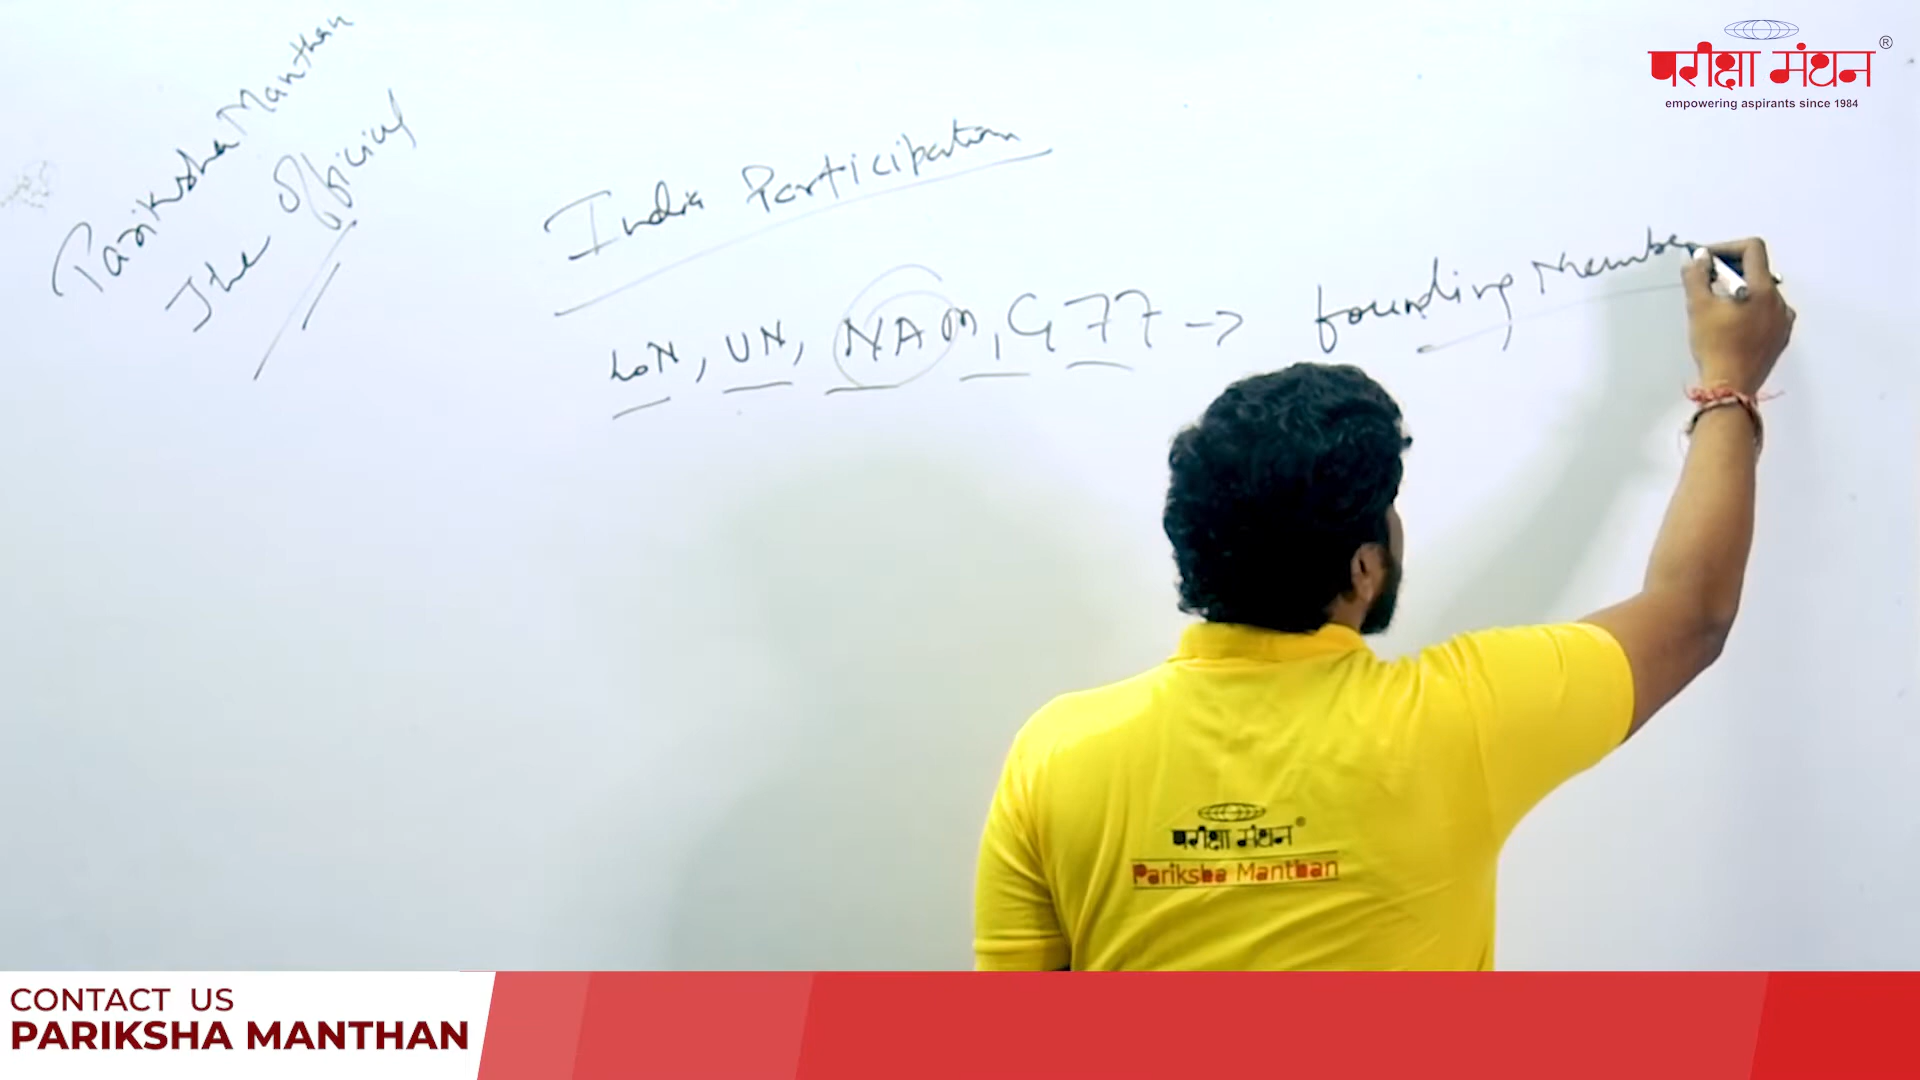 Pariksha Manthan
The Official
India Participation
LON, UN, NAM, G77 -> founding Member
परीक्षा मंथन ®
empowering aspirants since 1984
परीक्षा मंथन ®
Pariksha Manthan
CONTACT US
PARIKSHA MANTHAN